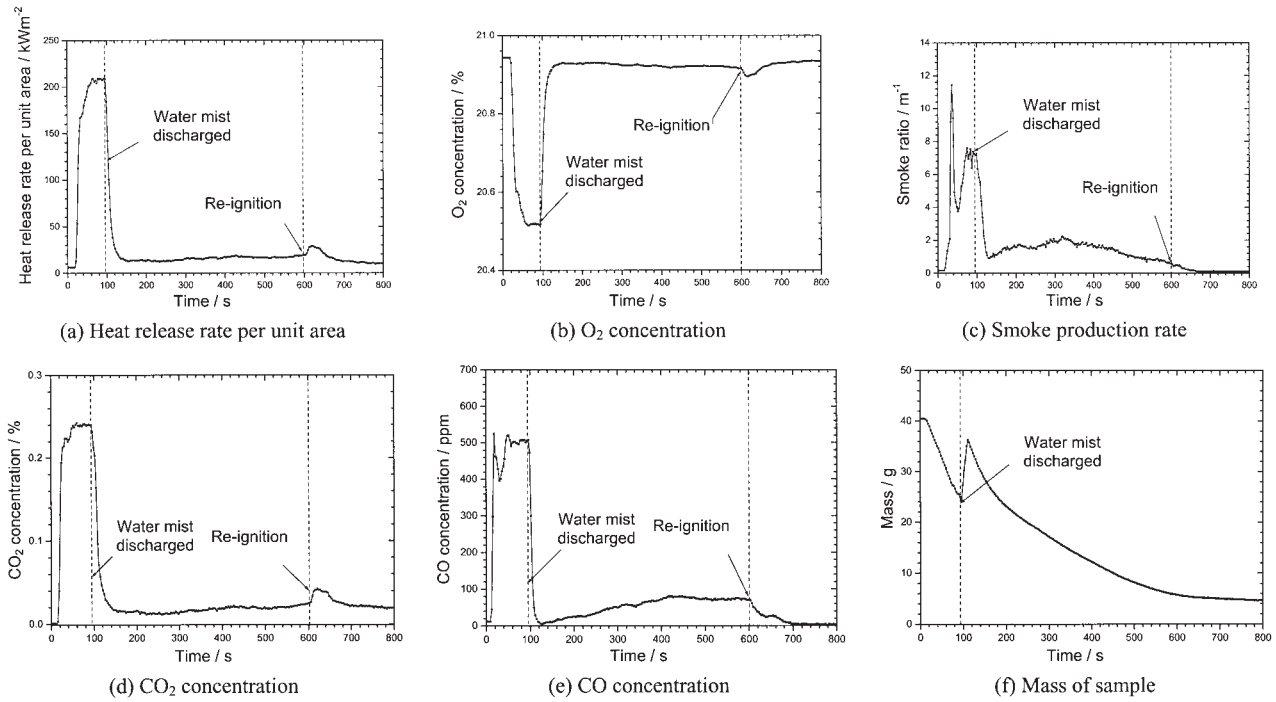 Heat release rate per unit area / kWm⁻²
250
200
150
100
50
0
0 100 200 300 400 500 600 700 800
Time / s
Water mist
discharged
Re-ignition
(a) Heat release rate per unit area
O₂ concentration / %
21.0
20.8
20.6
20.4
0 100 200 300 400 500 600 700 800
Time / s
Re-ignition
Water mist
discharged
(b) O₂ concentration
Smoke ratio / m⁻¹
14
12
10
8
6
4
2
0
0 100 200 300 400 500 600 700 800
Time / s
Water mist
discharged
Re-ignition
(c) Smoke production rate
CO₂ concentration / %
0.3
0.2
0.1
0.0
0 100 200 300 400 500 600 700 800
Time / s
Water mist
discharged
Re-ignition
(d) CO₂ concentration
CO concentration / ppm
700
600
500
400
300
200
100
0
0 100 200 300 400 500 600 700 800
Time / s
Water mist
discharged
Re-ignition
(e) CO concentration
Mass / g
50
40
30
20
10
0
0 100 200 300 400 500 600 700 800
Time / s
Water mist
discharged
(f) Mass of sample